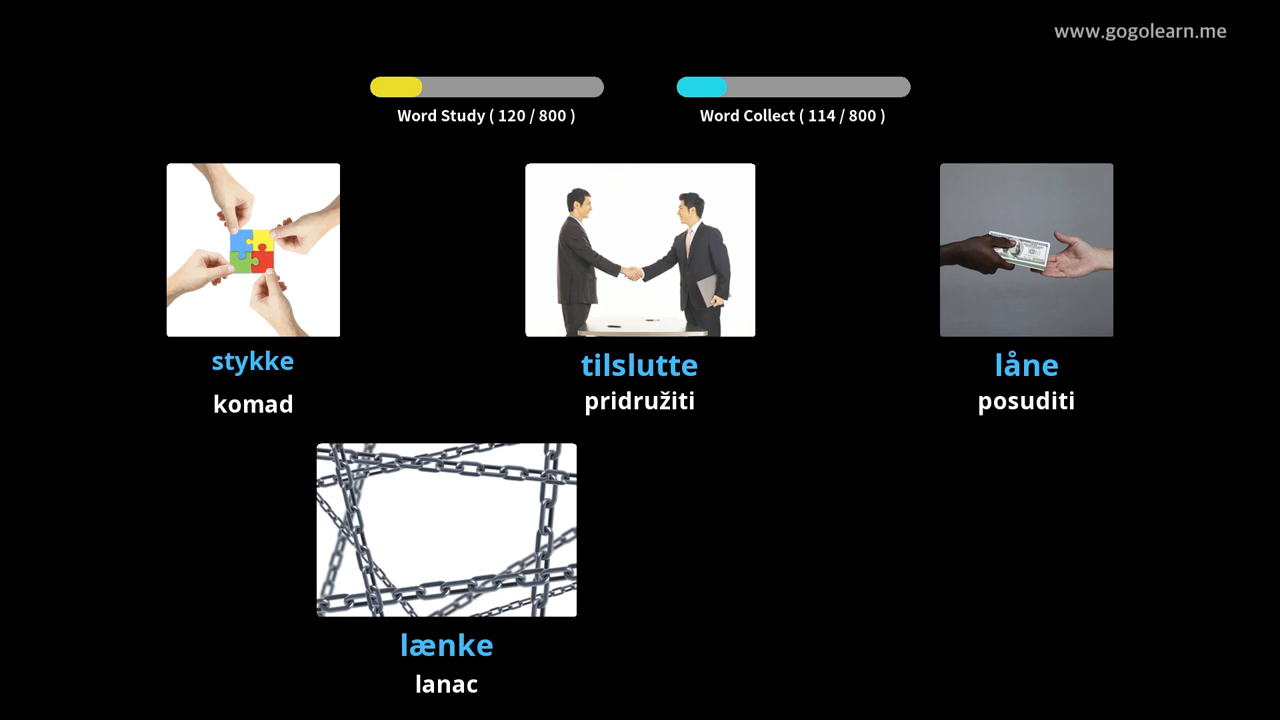 www.gogolearn.me
Word Study ( 120 / 800 )
Word Collect ( 114 / 800 )
stykke
komad
tilslutte
pridružiti
låne
posuditi
lænke
lanac